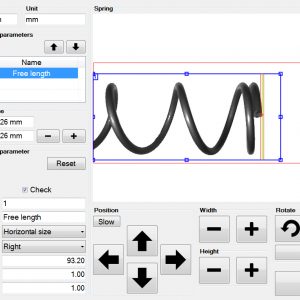 Unit
Spring
m
mm
parameters
Name
Free length
26 mm
26 mm
parameter
Reset
Check
1
Free length
Horizontal size
Right
93.20
1.00
1.00
Position
Slow
Width
Rotate
Height